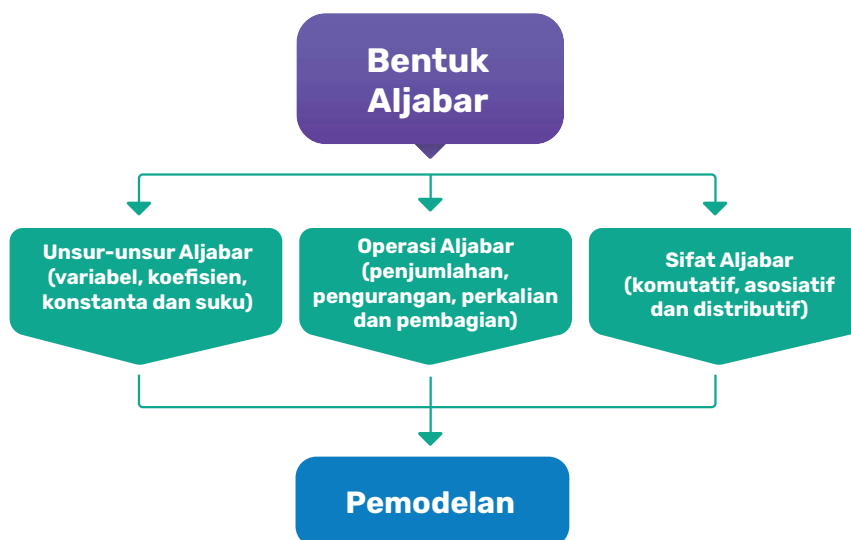 Bentuk
Aljabar
Unsur-unsur Aljabar
(variabel, koefisien,
konstanta dan suku)
Operasi Aljabar
(penjumlahan,
pengurangan, perkalian
dan pembagian)
Sifat Aljabar
(komutatif, asosiatif
dan distributif)
Pemodelan